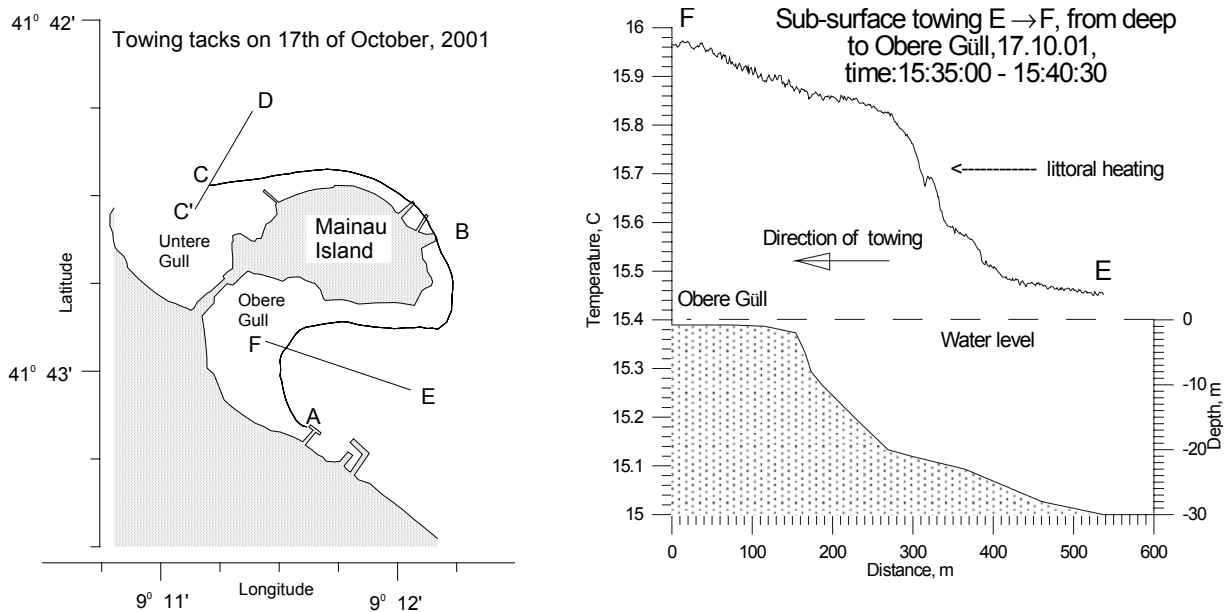 41⁰ 42'
Towing tacks on 17th of October, 2001
D
C
C'
Untere
Gull
Mainau
Island
B
Latitude
Obere
Gull
F
41⁰ 43'
E
A
Longitude
9⁰ 11'
9⁰ 12'
F
Sub-surface towing E→F, from deep
to Obere Güll,17.10.01,
time:15:35:00 - 15:40:30
16
15.9
15.8
15.7
15.6
15.5
15.4
15.3
15.2
15.1
15
Temperature, C
littoral heating
Direction of towing
E
Obere Güll
Water level
0
-10
-20
-30
Depth, m
0
100
200
300
400
500
600
Distance, m